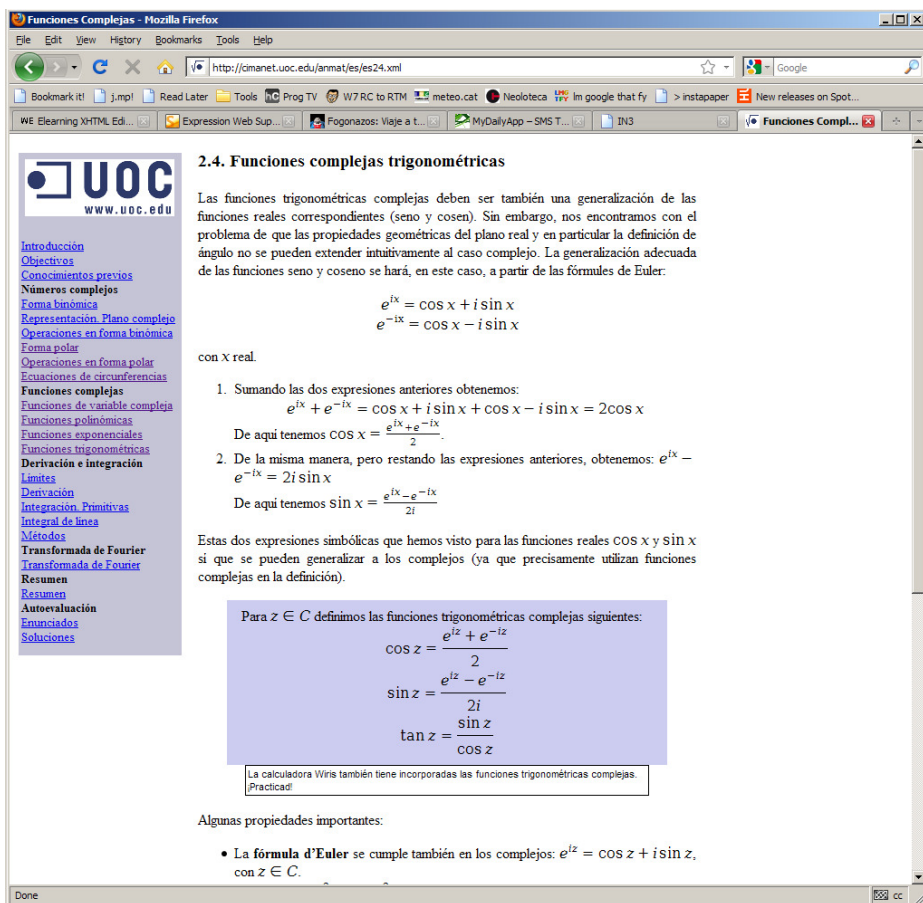 Funciones Complejas - Mozilla Firefox
File Edit View History Bookmarks Tools Help
http://cimanet.uoc.edu/anmat/es/es24.xml
Google
Bookmark it! j.mp! Read Later Tools hC Prog TV W7 RC to RTM meteo.cat Neoloteca LMG TFY lm google that fy > instapaper New releases on Spot...
WE Elearning XHTML Edi... Expression Web Sup... Fogonazos: Viaje a t... MyDailyApp – SMS T... IN3 Funciones Compl...
UOC
www.uoc.edu
Introducción
Objectivos
Conocimientos previos
Números complejos
Forma binómica
Representación. Plano complejo
Operaciones en forma binómica
Forma polar
Operaciones en forma polar
Ecuaciones de circunferencias
Funciones complejas
Funciones de variable compleja
Funciones polinómicas
Funciones exponenciales
Funciones trigonométricas
Derivación e integración
Limites
Derivación
Integración. Primitivas
Integral de linea
Métodos
Transformada de Fourier
Transformada de Fourier
Resumen
Resumen
Autoevaluación
Enunciados
Soluciones
2.4. Funciones complejas trigonométricas
Las funciones trigonométricas complejas deben ser también una generalización de las
funciones reales correspondientes (seno y cosen). Sin embargo, nos encontramos con el
problema de que las propiedades geométricas del plano real y en particular la definición de
ángulo no se pueden extender intuitivamente al caso complejo. La generalización adecuada
de las funciones seno y coseno se hará, en este caso, a partir de las fórmules de Euler:
e^{ix} = cos x + i sin x
e^{−ix} = cos x − i sin x
con x real.
1. Sumando las dos expresiones anteriores obtenemos:
e^{ix} + e^{−ix} = cos x + i sin x + cos x − i sin x = 2cos x
De aqui tenemos cos x = \frac{e^{ix}+e^{−ix}}{2}.
2. De la misma manera, pero restando las expresiones anteriores, obtenemos: e^{ix} −
e^{−ix} = 2i sin x
De aqui tenemos sin x = \frac{e^{ix}−e^{−ix}}{2i}
Estas dos expresiones simbólicas que hemos visto para las funciones reales cos x y sin x
si que se pueden generalizar a los complejos (ya que precisamente utilizan funciones
complejas en la definición).
Para z ∈ C definimos las funciones trigonométricas complejas siguientes:
cos z = \frac{e^{iz} + e^{−iz}}{2}
sin z = \frac{e^{iz} − e^{−iz}}{2i}
tan z = \frac{sin z}{cos z}
La calculadora Wiris también tiene incorporadas las funciones trigonométricas complejas.
¡Practicad!
Algunas propiedades importantes:
• La fórmula d'Euler se cumple también en los complejos: e^{iz} = cos z + i sin z,
con z ∈ C.
Done
cc